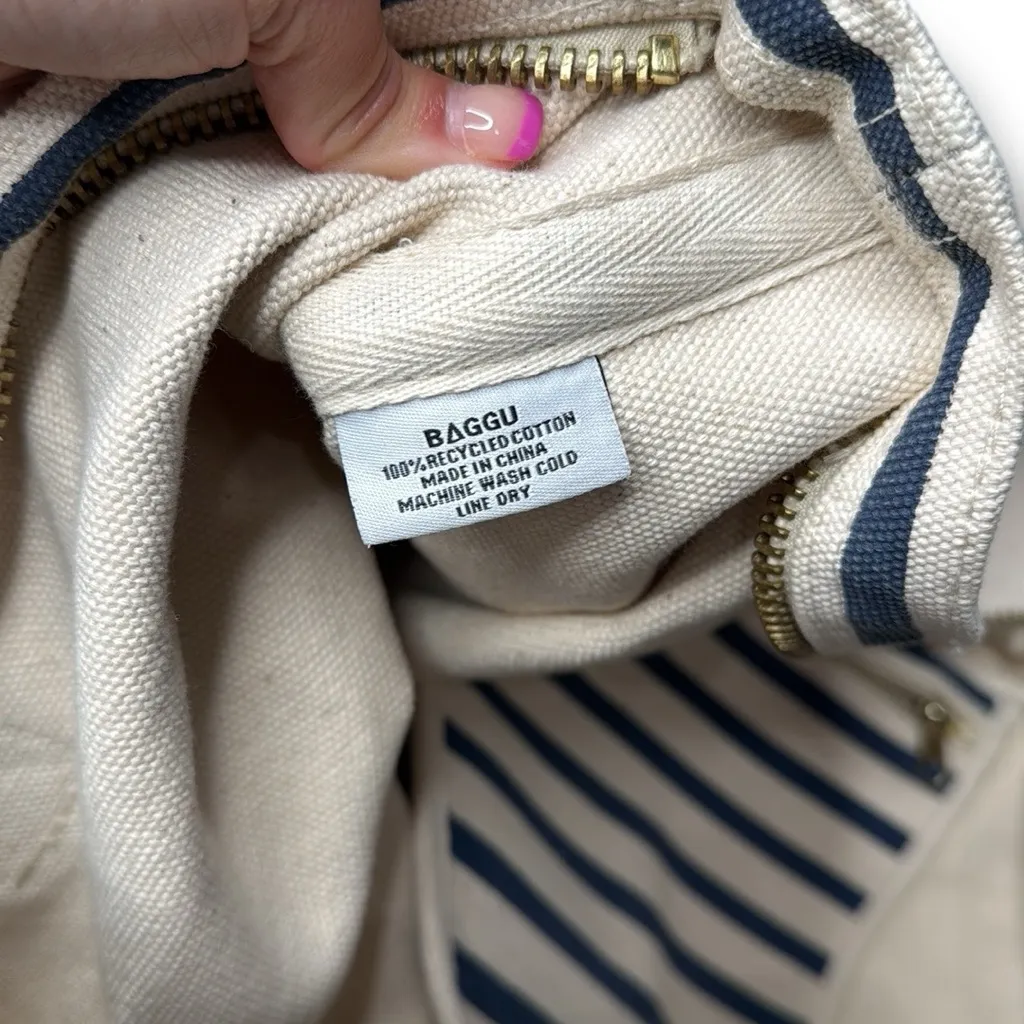 BAGGU
100% RECYCLED COTTON
MADE IN CHINA
MACHINE WASH COLD
LINE DRY